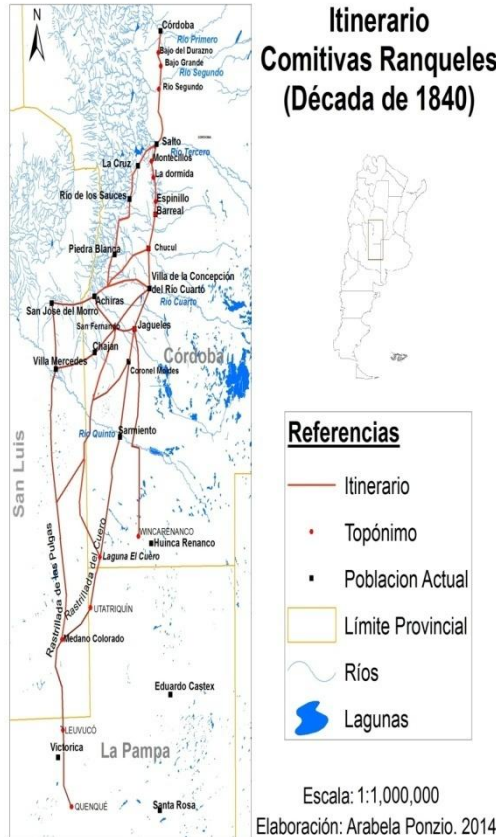 Itinerario
Comitivas Ranqueles
(Década de 1840)
N
Córdoba
Río Primero
Bajo del Durazno
Bajo Grande
Río Segundo
Río Segundo
Salto
Río Tercero
Montecillos
La Cruz
La dormida
Río de los Sauces
Espinillo
Barreal
Chucul
Piedra Blanca
Villa de la Concepción
del Río Cuarto
Achiras
Río Cuarto
San Jose del Morro
San Fernando
Jagueles
Chaján
Córdoba
Villa Mercedes
Coronel Moldes
Río Quinto
Sarmiento
San Luis
WINCARENANCO
Huinca Renanco
Laguna El Cuero
Rastrillada del Cuero
Rastrillada de las Pulgas
UTATRIQUÍN
Medano Colorado
Eduardo Castex
LEUVUCÓ
Victorica
La Pampa
QUENQUÉ
Santa Rosa
Referencias
Itinerario
Topónimo
Poblacion Actual
Límite Provincial
Ríos
Lagunas
Escala: 1:1,000,000
Elaboración: Arabela Ponzio. 2014